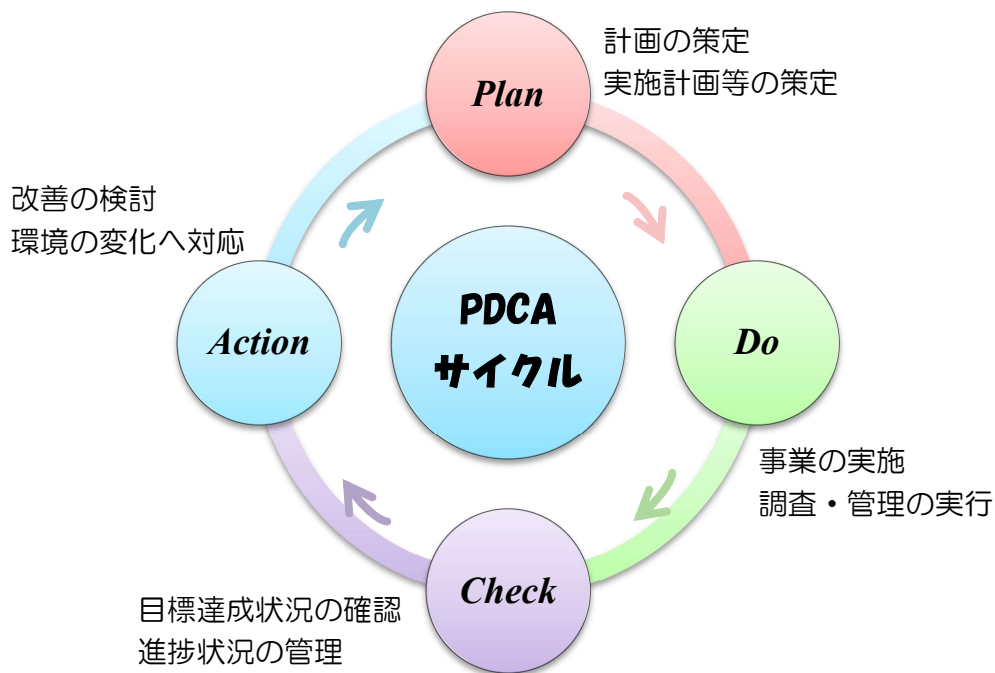 Plan
計画の策定
実施計画等の策定
改善の検討
環境の変化へ対応
Action
PDCA
サイクル
Do
事業の実施
調査・管理の実行
Check
目標達成状況の確認
進捗状況の管理